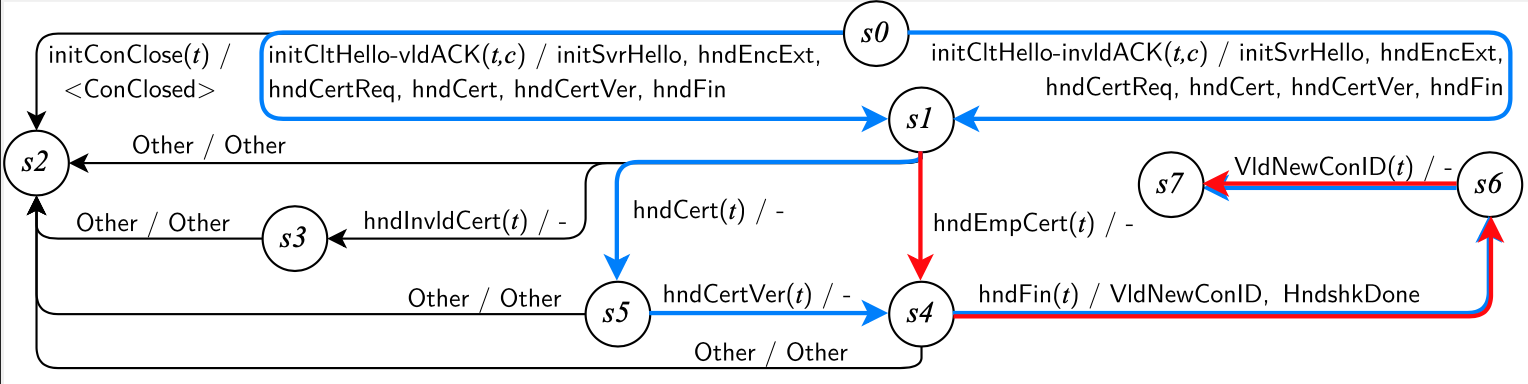 s0
initConClose(t) /
<ConClosed>
initCltHello-vldACK(t,c) / initSvrHello, hndEncExt,
hndCertReq, hndCert, hndCertVer, hndFin
initCltHello-invldACK(t,c) / initSvrHello, hndEncExt,
hndCertReq, hndCert, hndCertVer, hndFin
s1
s2
Other / Other
s7
VldNewConID(t) / -
s6
Other / Other
s3
hndInvldCert(t) / -
hndCert(t) / -
hndEmpCert(t) / -
Other / Other
s5
hndCertVer(t) / -
s4
hndFin(t) / VldNewConID, HndshkDone
Other / Other